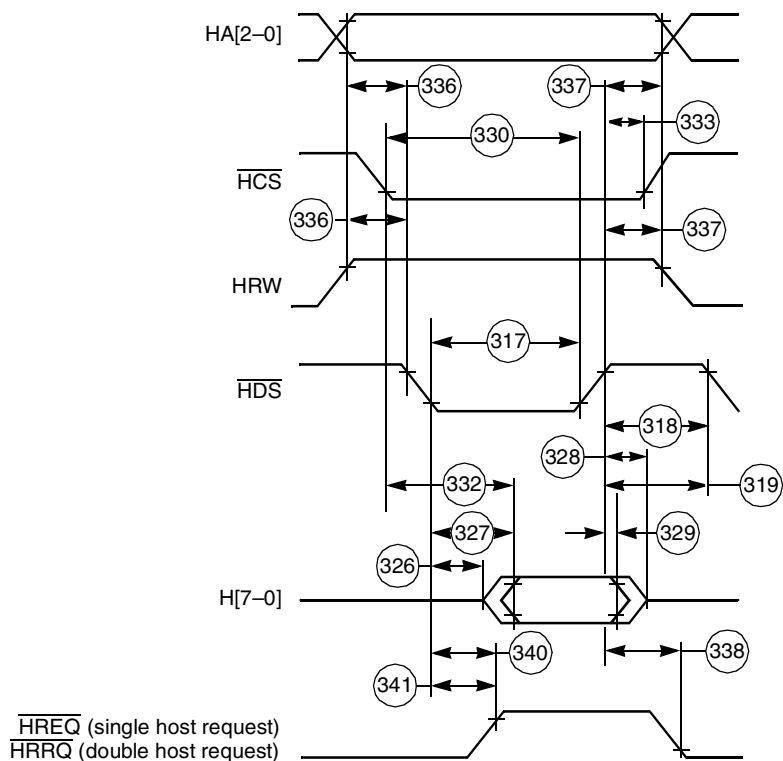 HA[2–0]
336
337
333
330
HCS
336
337
HRW
317
HDS
318
328
332
319
327
329
326
H[7–0]
340
338
341
HREQ (single host request)
HRRQ (double host request)